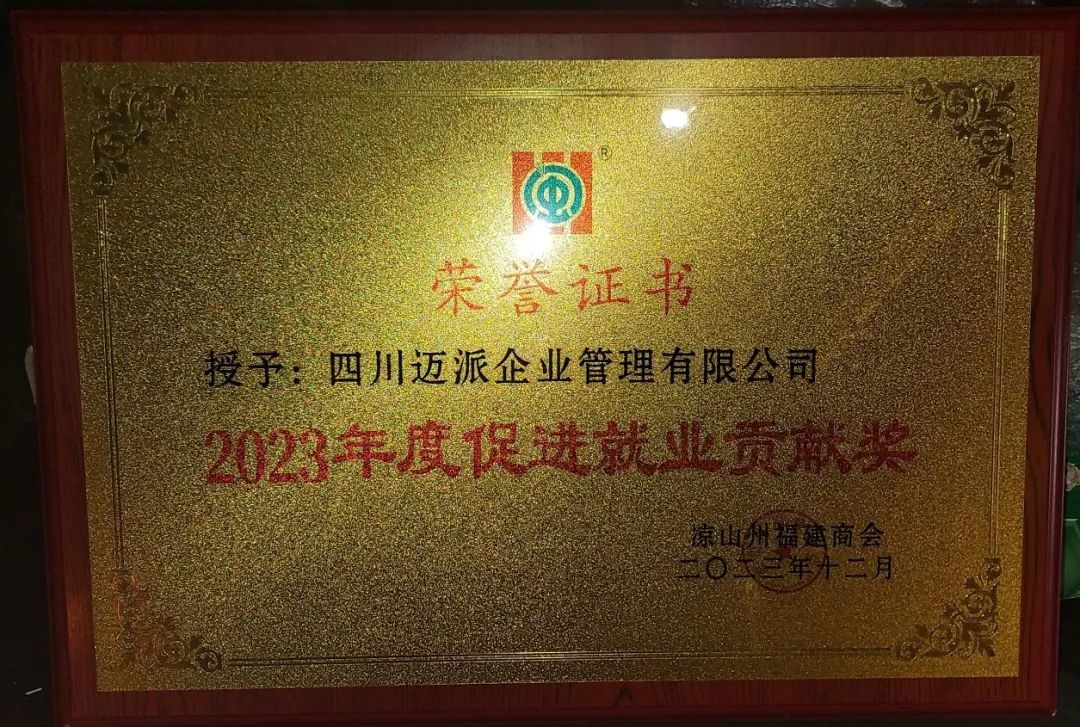 ®
荣誉证书
授予：四川迈派企业管理有限公司
2023年度促进就业贡献奖
凉山州福建商会
二〇二三年十二月